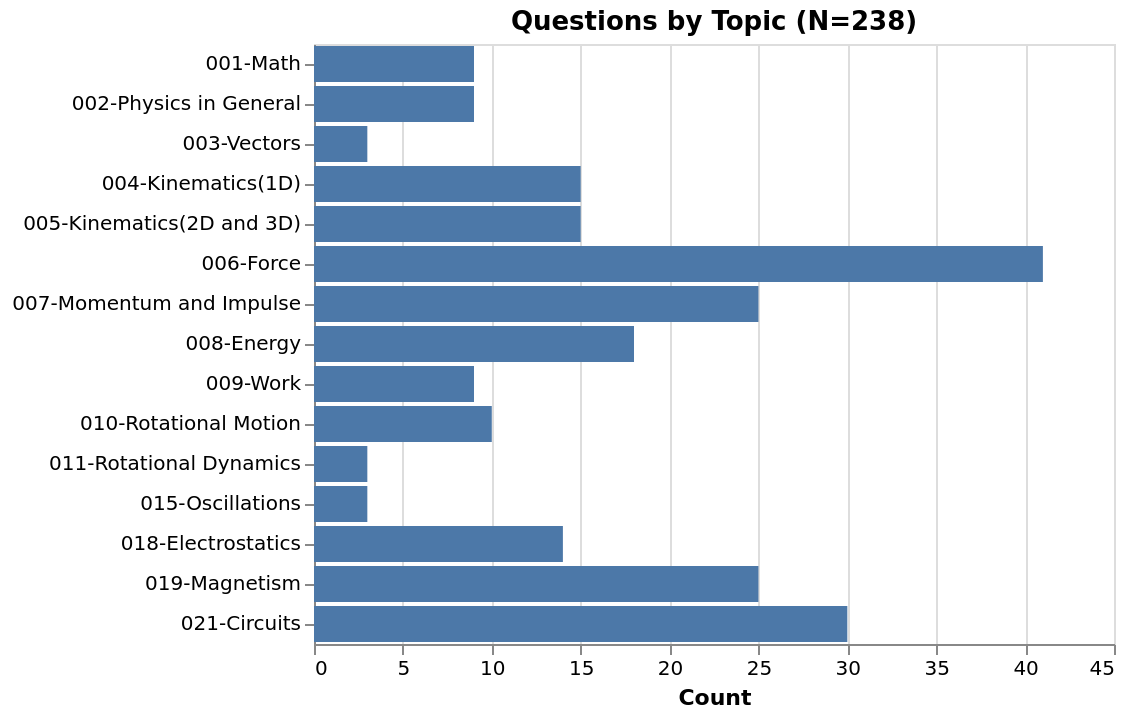 Questions by Topic (N=238)
001-Math
002-Physics in General
003-Vectors
004-Kinematics(1D)
005-Kinematics(2D and 3D)
006-Force
007-Momentum and Impulse
008-Energy
009-Work
010-Rotational Motion
011-Rotational Dynamics
015-Oscillations
018-Electrostatics
019-Magnetism
021-Circuits
0 5 10 15 20 25 30 35 40 45
Count